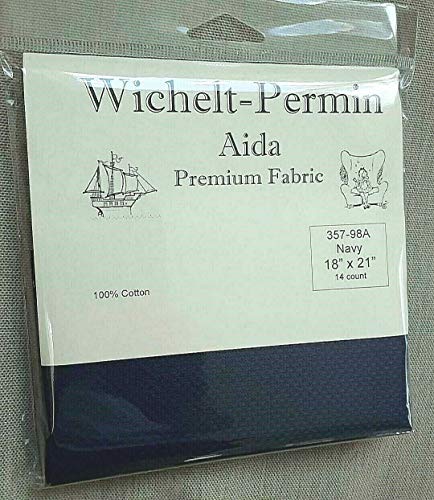 Wichelt-Permin
Aida
Premium Fabric
357-98A
Navy
18" x 21"
14 count
100% Cotton